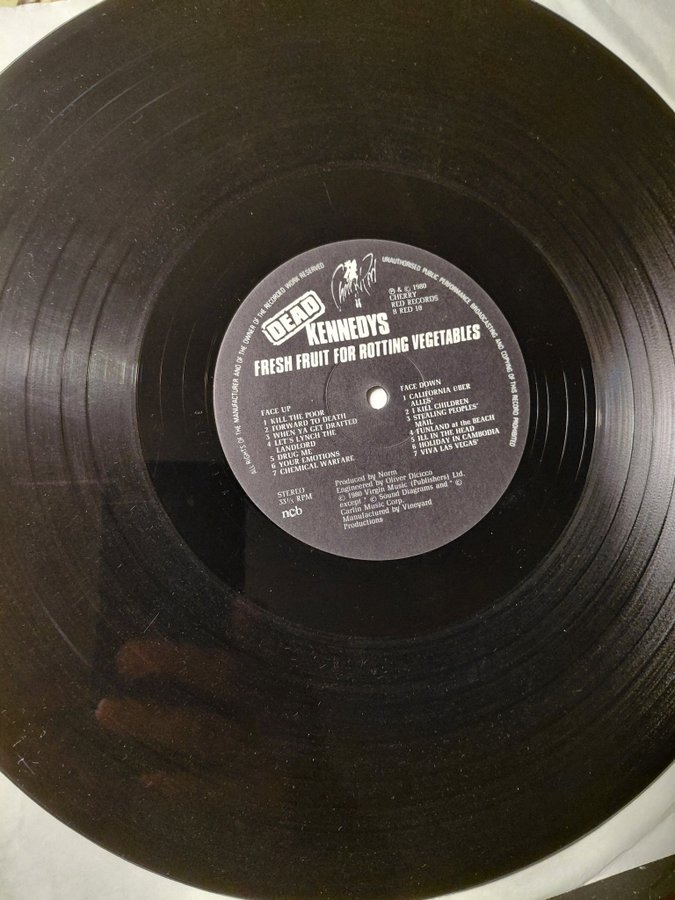 ALL RIGHTS OF THE MANUFACTURER AND OF THE OWNER OF THE RECORDED WORK RESERVED
UNAUTHORISED PUBLIC PERFORMANCE BROADCASTING AND COPYING OF THIS RECORD PROHIBITED
℗ & © 1980
CHERRY
RED RECORDS
B RED 10
DEAD
KENNEDYS
FRESH FRUIT FOR ROTTING VEGETABLES
FACE UP
1 KILL THE POOR
2 FORWARD TO DEATH
3 WHEN YA GET DRAFTED
4 LET'S LYNCH THE
LANDLORD
5 DRUG ME
6 YOUR EMOTIONS
7 CHEMICAL WARFARE
FACE DOWN
1 CALIFORNIA ÜBER
ALLES'
2 I KILL CHILDREN
3 STEALING PEOPLES'
MAIL
4 FUNLAND at the BEACH
5 ILL IN THE HEAD
6 HOLIDAY IN CAMBODIA
7 VIVA LAS VEGAS"
STEREO
33⅓ RPM
ncb
Produced by Norm
Engineered by Oliver Dicicco
© 1980 Virgin Music (Publishers) Ltd.
except ' © Sound Diagrams and " ©
Carlin Music Corp.
Manufactured by Vineyard
Productions